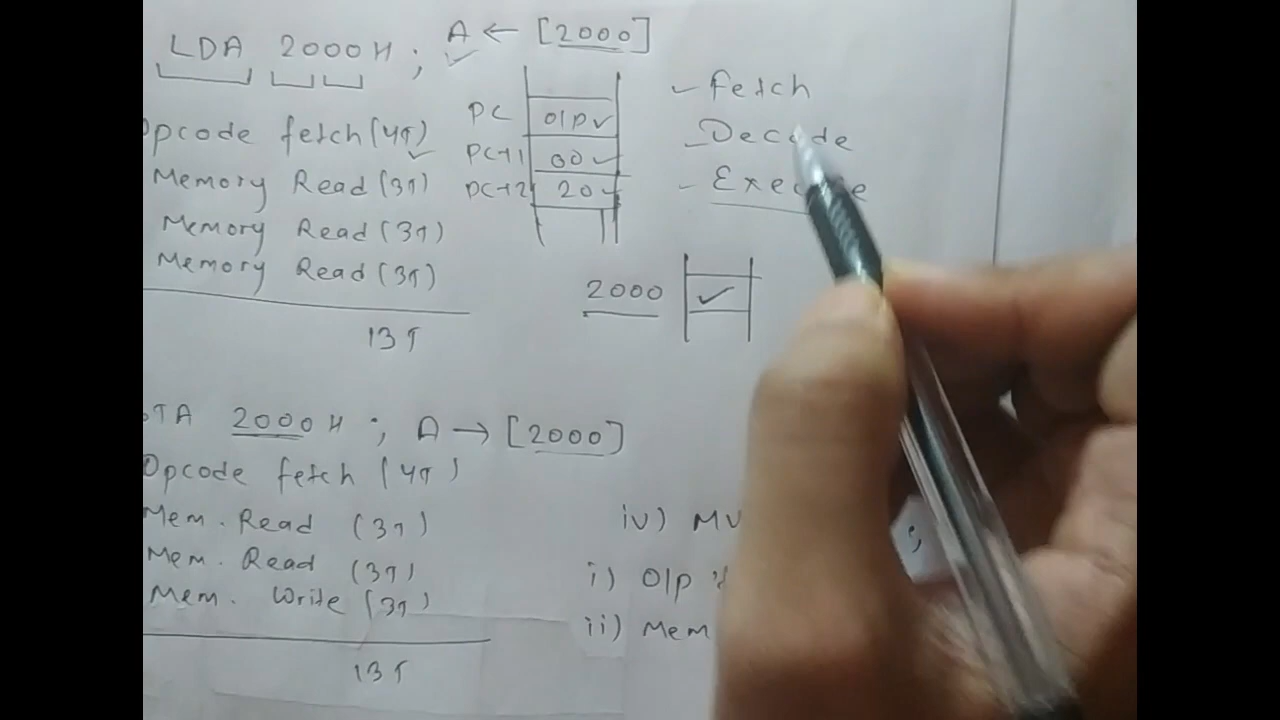 LDA 2000H ; A ← [2000]
pcode fetch (4T)
Memory Read (3T)
Memory Read (3T)
Memory Read (3T)
13T
PC O/P
PC+1 00
PC+2 20
Fetch
Decode
2000
TA 2000H ; A → [2000]
Opcode fetch (4T)
Mem. Read (3T)
Mem. Read (3T)
Mem. Write (3T)
13T
iv) MV ;
i) O/P
ii) Mem